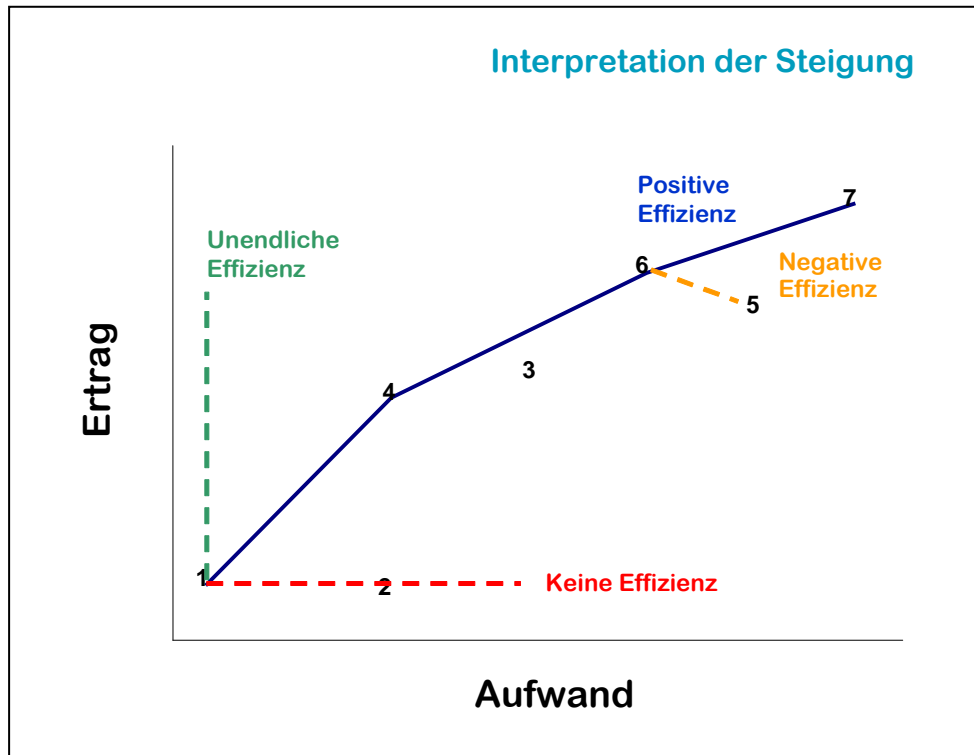 Interpretation der Steigung
Positive
Effizienz
7
Unendliche
Effizienz
6
Negative
Effizienz
5
3
4
Ertrag
1
2
Keine Effizienz
Aufwand